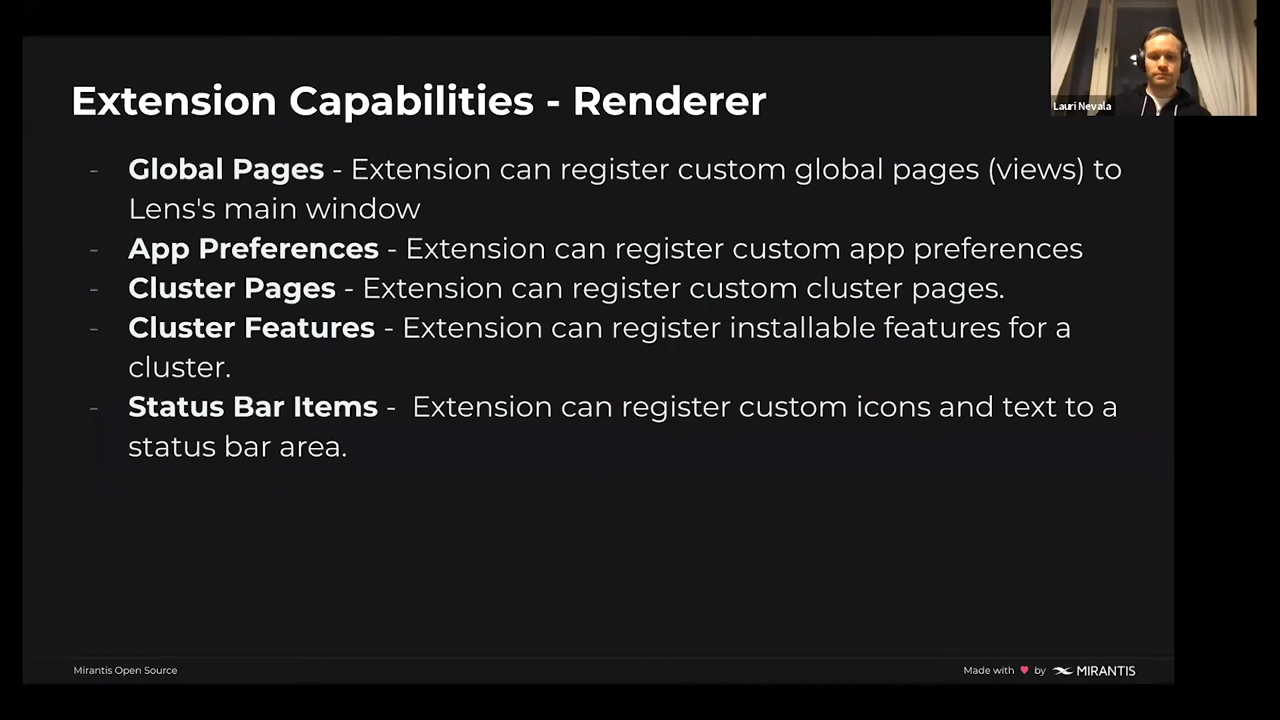 Extension Capabilities - Renderer
Lauri Nevala
- Global Pages - Extension can register custom global pages (views) to
Lens's main window
- App Preferences - Extension can register custom app preferences
- Cluster Pages - Extension can register custom cluster pages.
- Cluster Features - Extension can register installable features for a
cluster.
- Status Bar Items - Extension can register custom icons and text to a
status bar area.
Mirantis Open Source
Made with ♥ by MIRANTIS